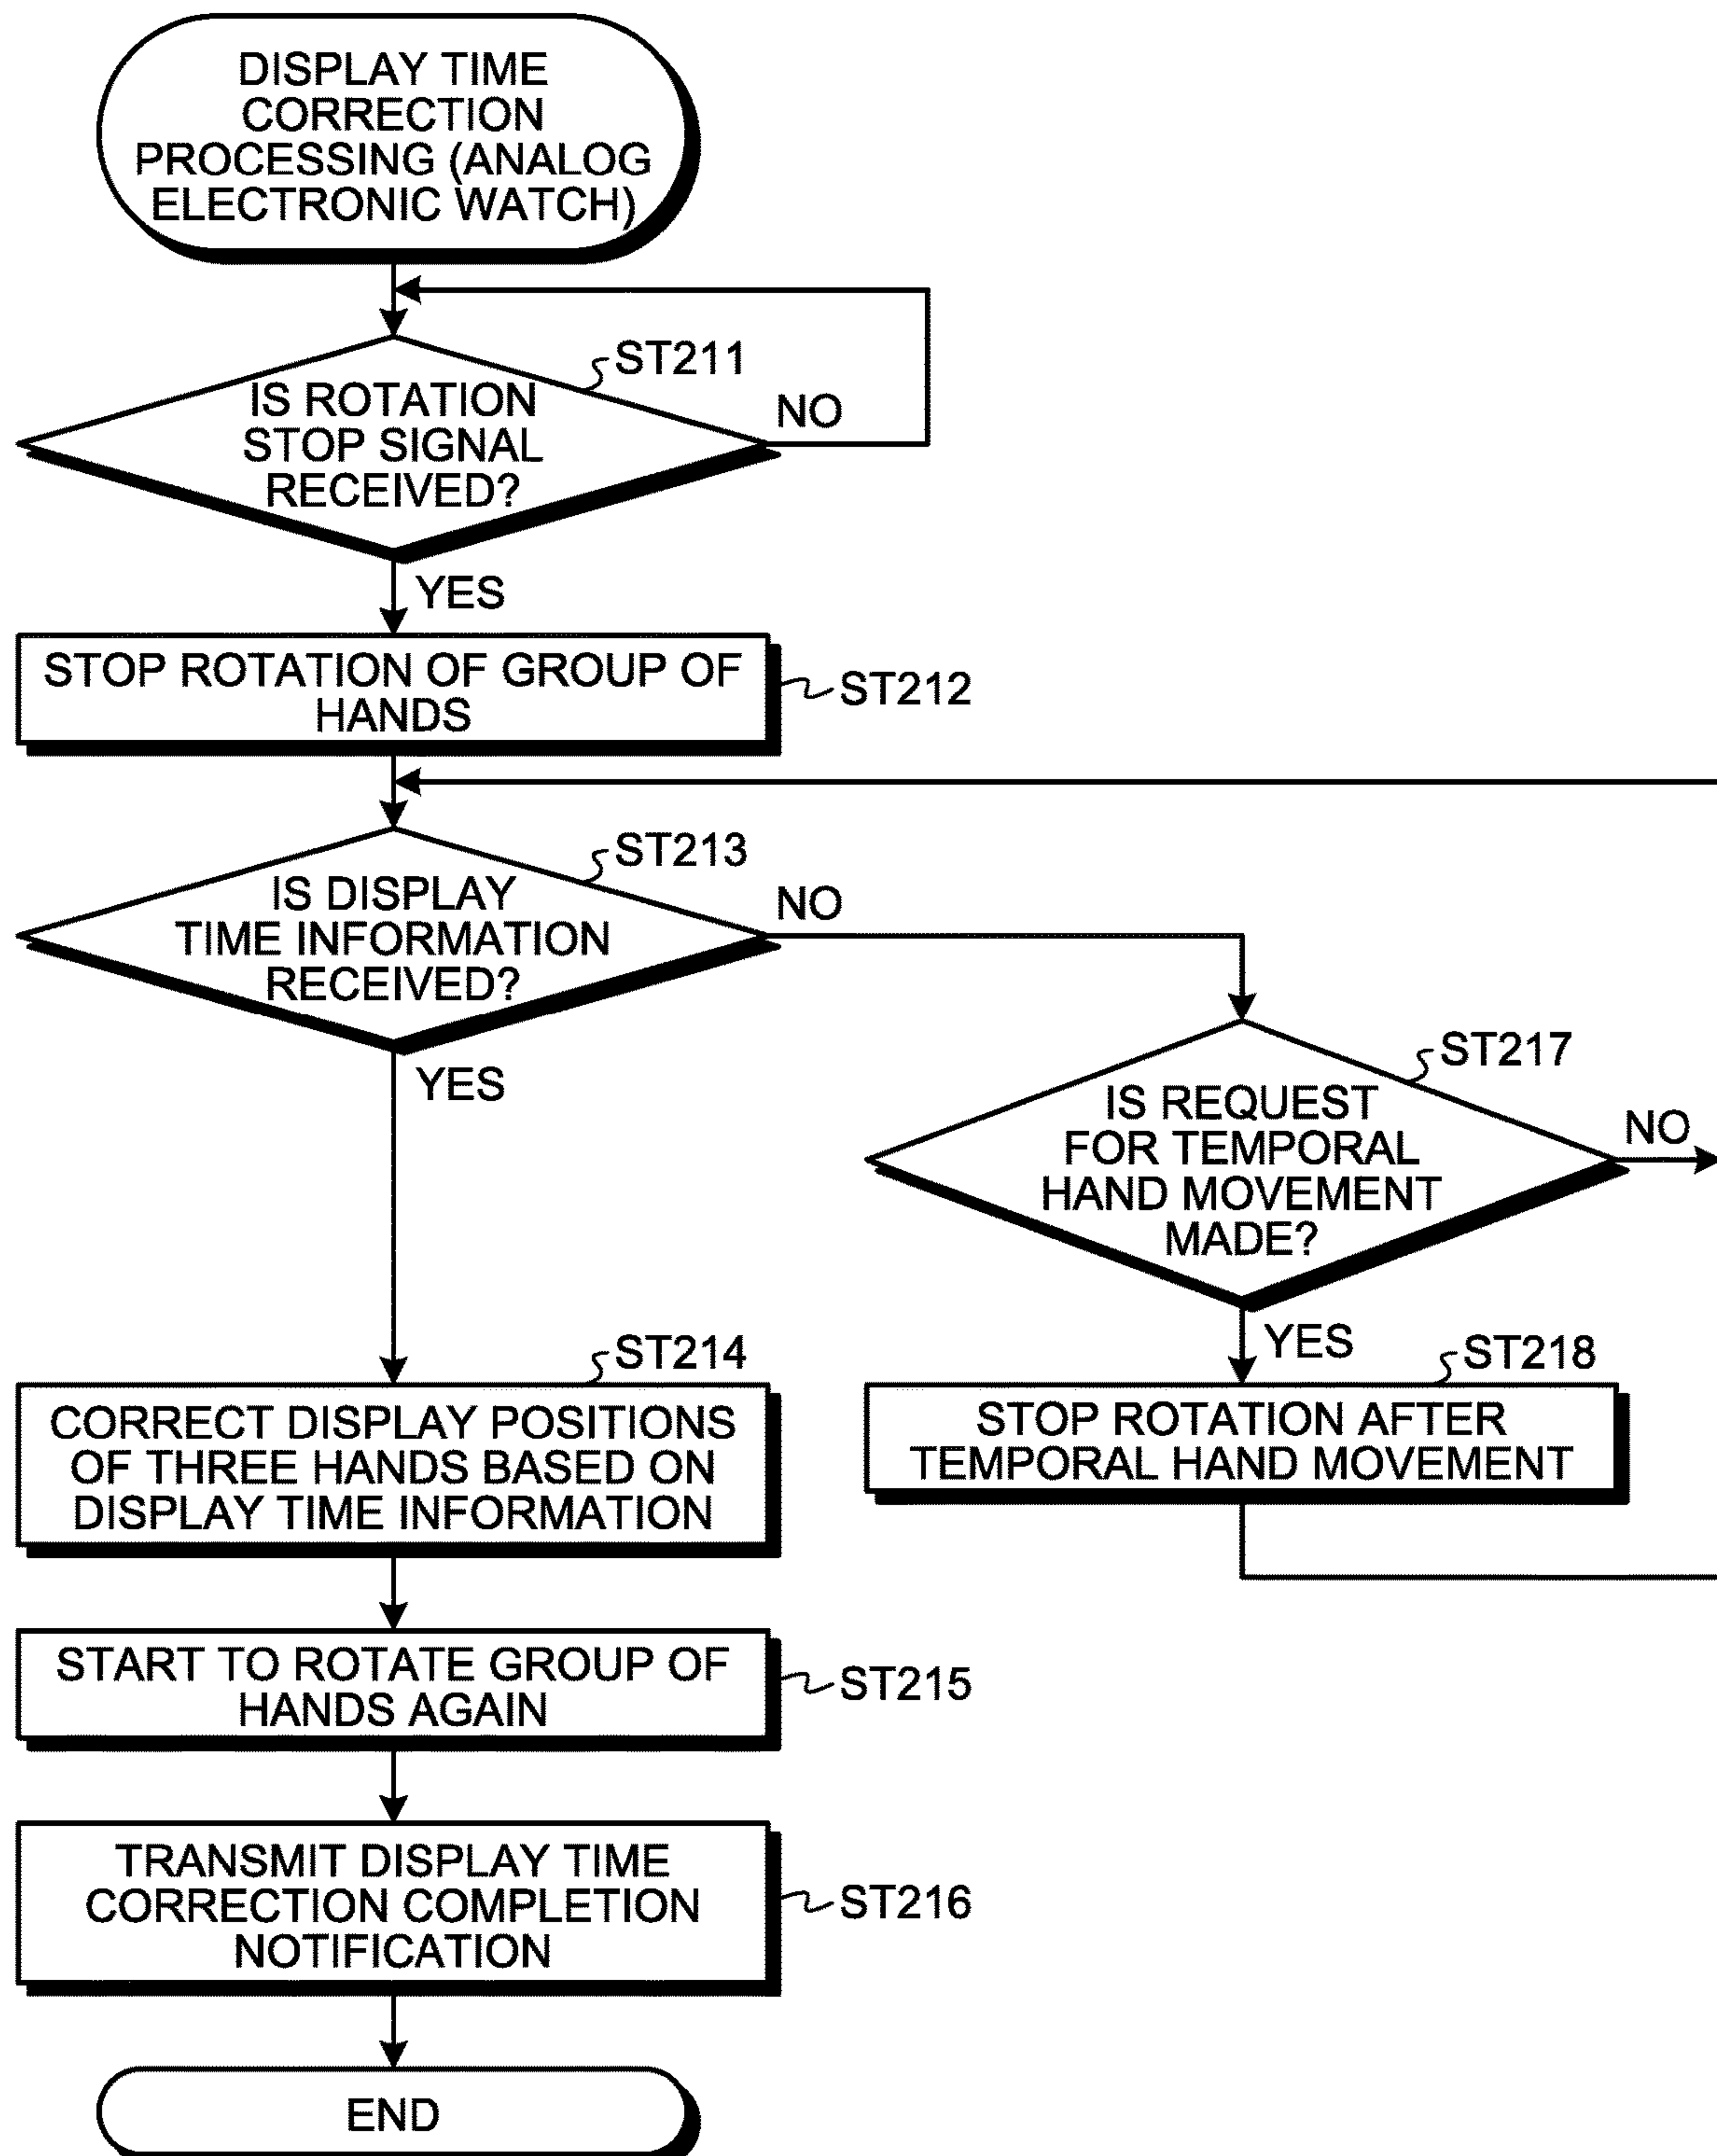 DISPLAY TIME
CORRECTION
PROCESSING (ANALOG
ELECTRONIC WATCH)
ST211
IS ROTATION
STOP SIGNAL
RECEIVED?
NO
YES
STOP ROTATION OF GROUP OF
HANDS
ST212
ST213
IS DISPLAY
TIME INFORMATION
RECEIVED?
NO
YES
ST217
IS REQUEST
FOR TEMPORAL
HAND MOVEMENT
MADE?
NO
YES
ST214
CORRECT DISPLAY POSITIONS
OF THREE HANDS BASED ON
DISPLAY TIME INFORMATION
ST218
STOP ROTATION AFTER
TEMPORAL HAND MOVEMENT
START TO ROTATE GROUP OF
HANDS AGAIN
ST215
TRANSMIT DISPLAY TIME
CORRECTION COMPLETION
NOTIFICATION
ST216
END